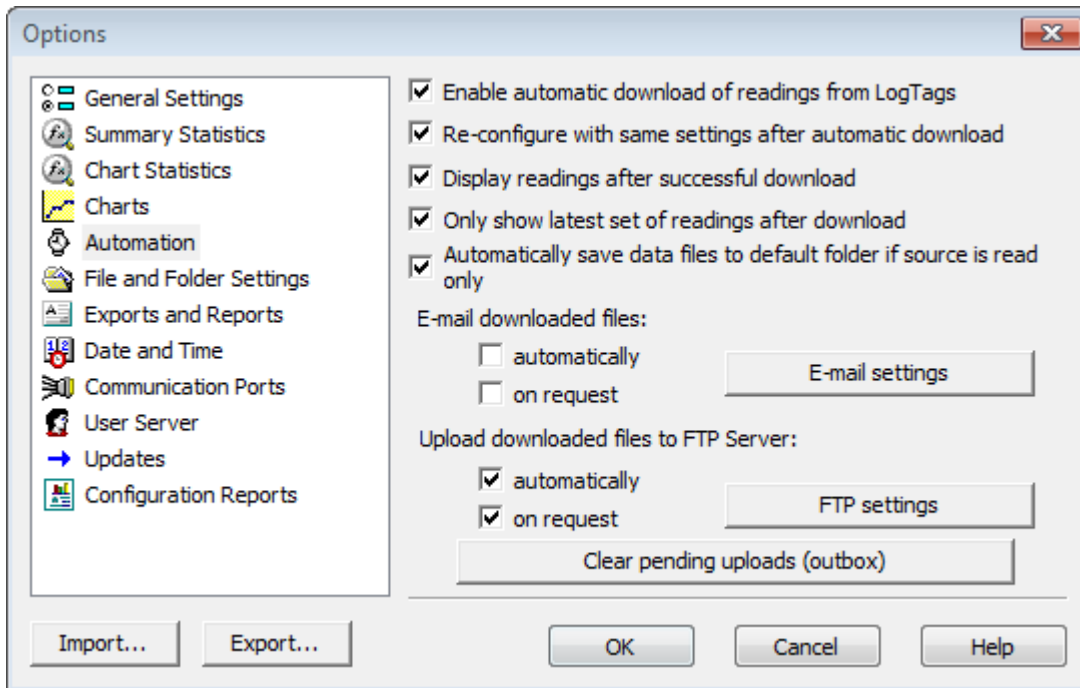 Options
General Settings
Summary Statistics
Chart Statistics
Charts
Automation
File and Folder Settings
Exports and Reports
Date and Time
Communication Ports
User Server
Updates
Configuration Reports
Enable automatic download of readings from LogTags
Re-configure with same settings after automatic download
Display readings after successful download
Only show latest set of readings after download
Automatically save data files to default folder if source is read
only
E-mail downloaded files:
automatically
on request
E-mail settings
Upload downloaded files to FTP Server:
automatically
on request
FTP settings
Clear pending uploads (outbox)
Import...
Export...
OK
Cancel
Help